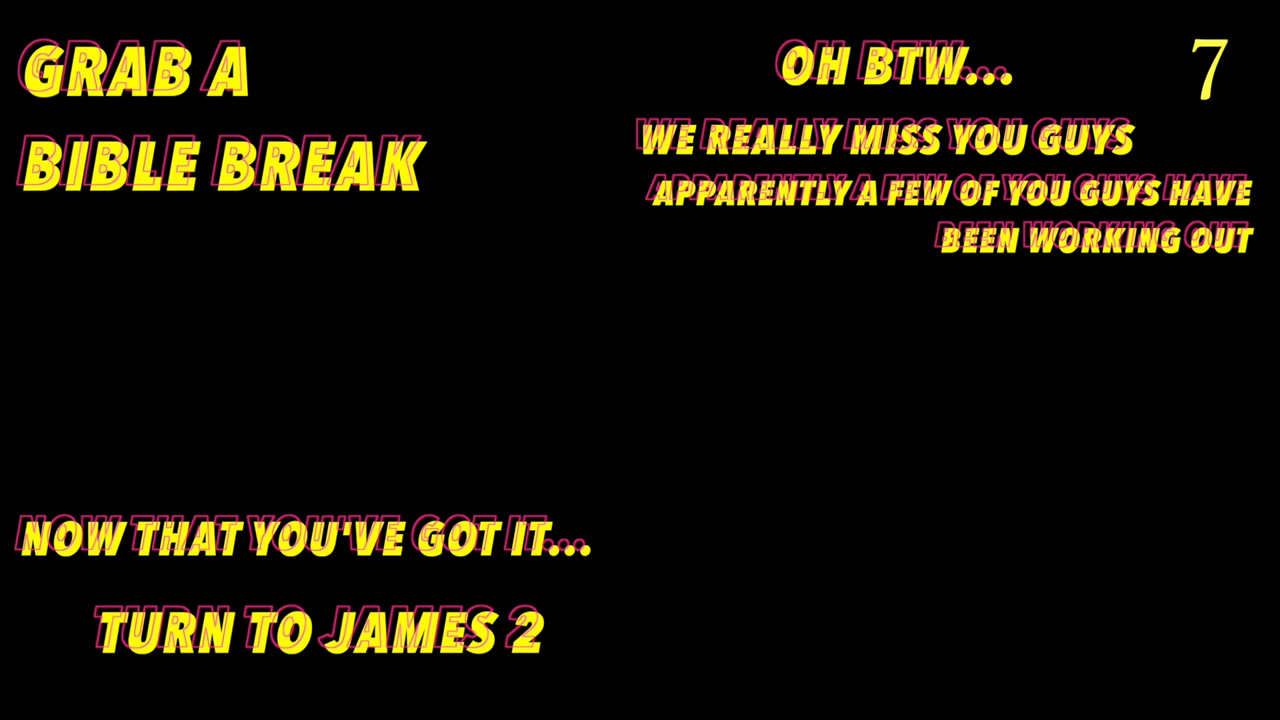 GRAB A
BIBLE BREAK
OH BTW...
7
WE REALLY MISS YOU GUYS
APPARENTLY A FEW OF YOU GUYS HAVE
BEEN WORKING OUT
NOW THAT YOU'VE GOT IT...
TURN TO JAMES 2